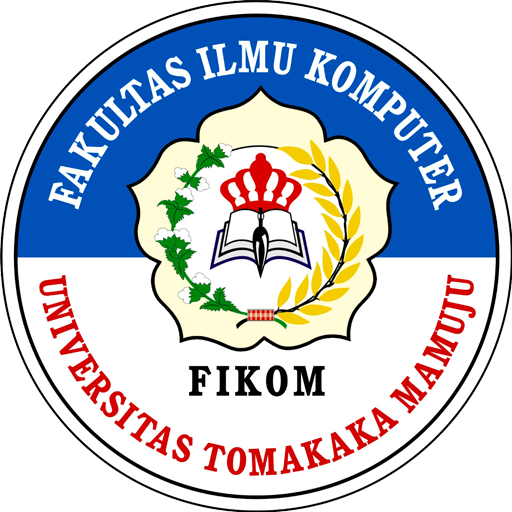 FAKULTAS ILMU KOMPUTER
FIKOM
UNIVERSITAS TOMAKAKA MAMUJU